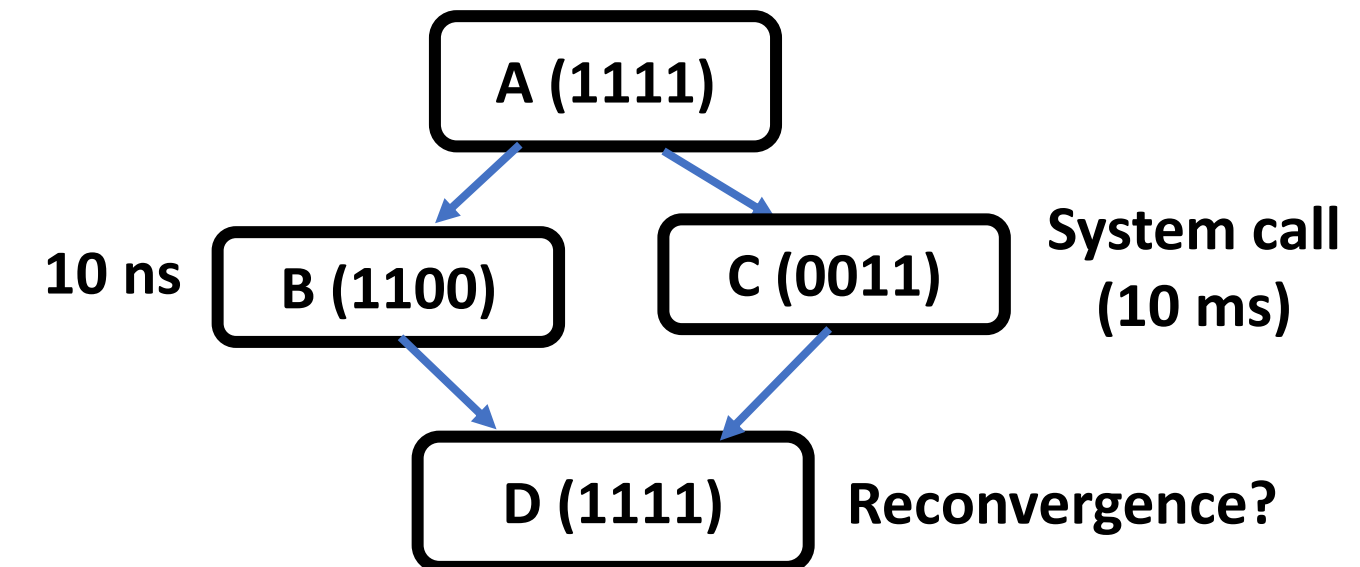 A (1111)
10 ns
B (1100)
C (0011)
System call
(10 ms)
D (1111)
Reconvergence?